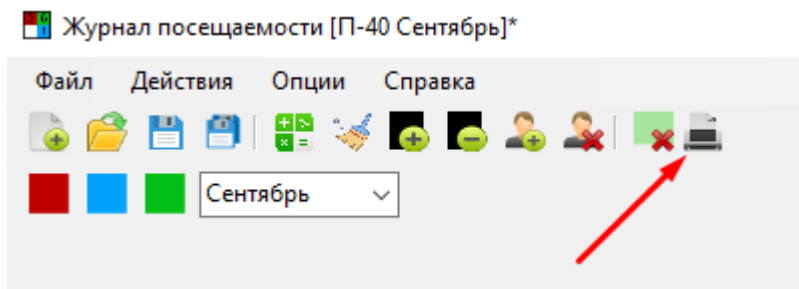 Журнал посещаемости [П-40 Сентябрь]*
Файл Действия Опции Справка
Сентябрь